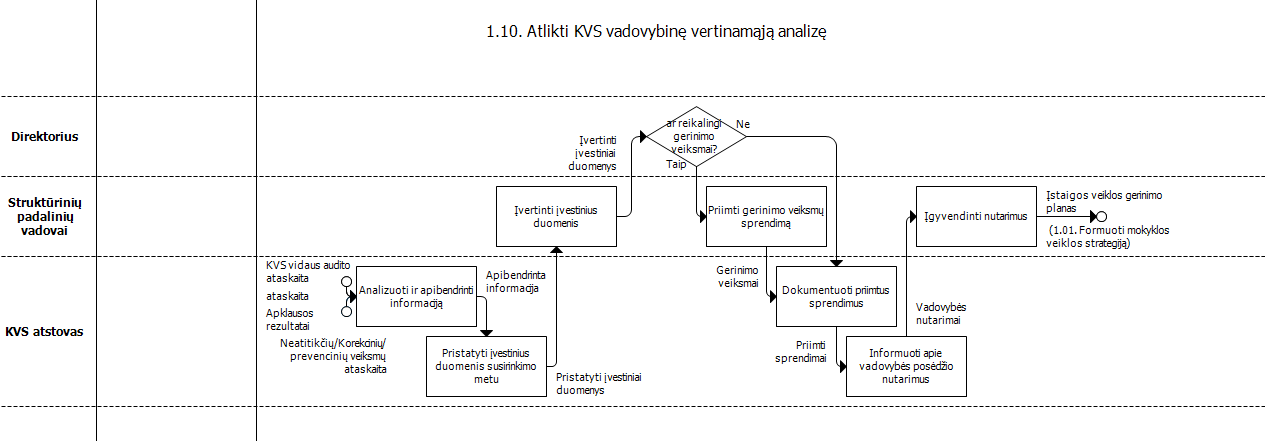 1.10. Atlikti KVS vadovybinę vertinamąją analizę
Direktorius
Įvertinti
įvestiniai
duomenys
ar reikalingi
gerinimo
veiksmai?
Ne
Taip
Struktūrinių
padalinių
vadovai
Įvertinti įvestinius
duomenis
Priimti gerinimo veiksmų
sprendimą
Įgyvendinti nutarimus
Įstaigos veiklos gerinimo
planas
(1.01. Formuoti mokyklos
veiklos strategiją)
KVS atstovas
KVS vidaus audito
ataskaita
ataskaita
Apklausos
rezultatai
Neatitikčių/Korekcinių/
prevencinių veiksmų
ataskaita
Analizuoti ir apibendrinti
informaciją
Apibendrinta
informacija
Pristatyti įvestinius
duomenis susirinkimo
metu
Pristatyti įvestiniai
duomenys
Gerinimo
veiksmai
Dokumentuoti priimtus
sprendimus
Priimti
sprendimai
Informuoti apie
vadovybės posėdžio
nutarimus
Vadovybės
nutarimai